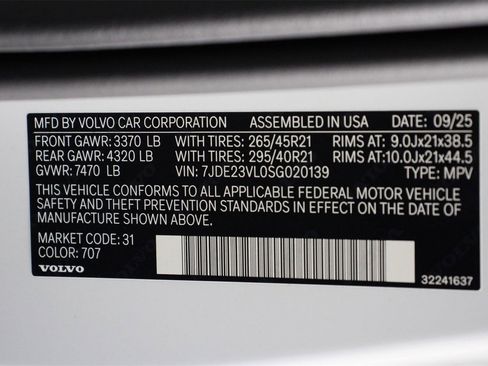 MFD BY VOLVO CAR CORPORATION ASSEMBLED IN USA DATE: 09/25
FRONT GAWR: 3370 LB WITH TIRES: 265/45R21 RIMS AT: 9.0Jx21x38.5
REAR GAWR: 4320 LB WITH TIRES: 295/40R21 RIMS AT:10.0Jx21x44.5
GVWR: 7470 LB VIN: 7JDE23VL0SG020139 TYPE: MPV
THIS VEHICLE CONFORMS TO ALL APPLICABLE FEDERAL MOTOR VEHICLE
SAFETY AND THEFT PREVENTION STANDARDS IN EFFECT ON THE DATE OF
MANUFACTURE SHOWN ABOVE.
MARKET CODE: 31
COLOR: 707
VOLVO
32241637